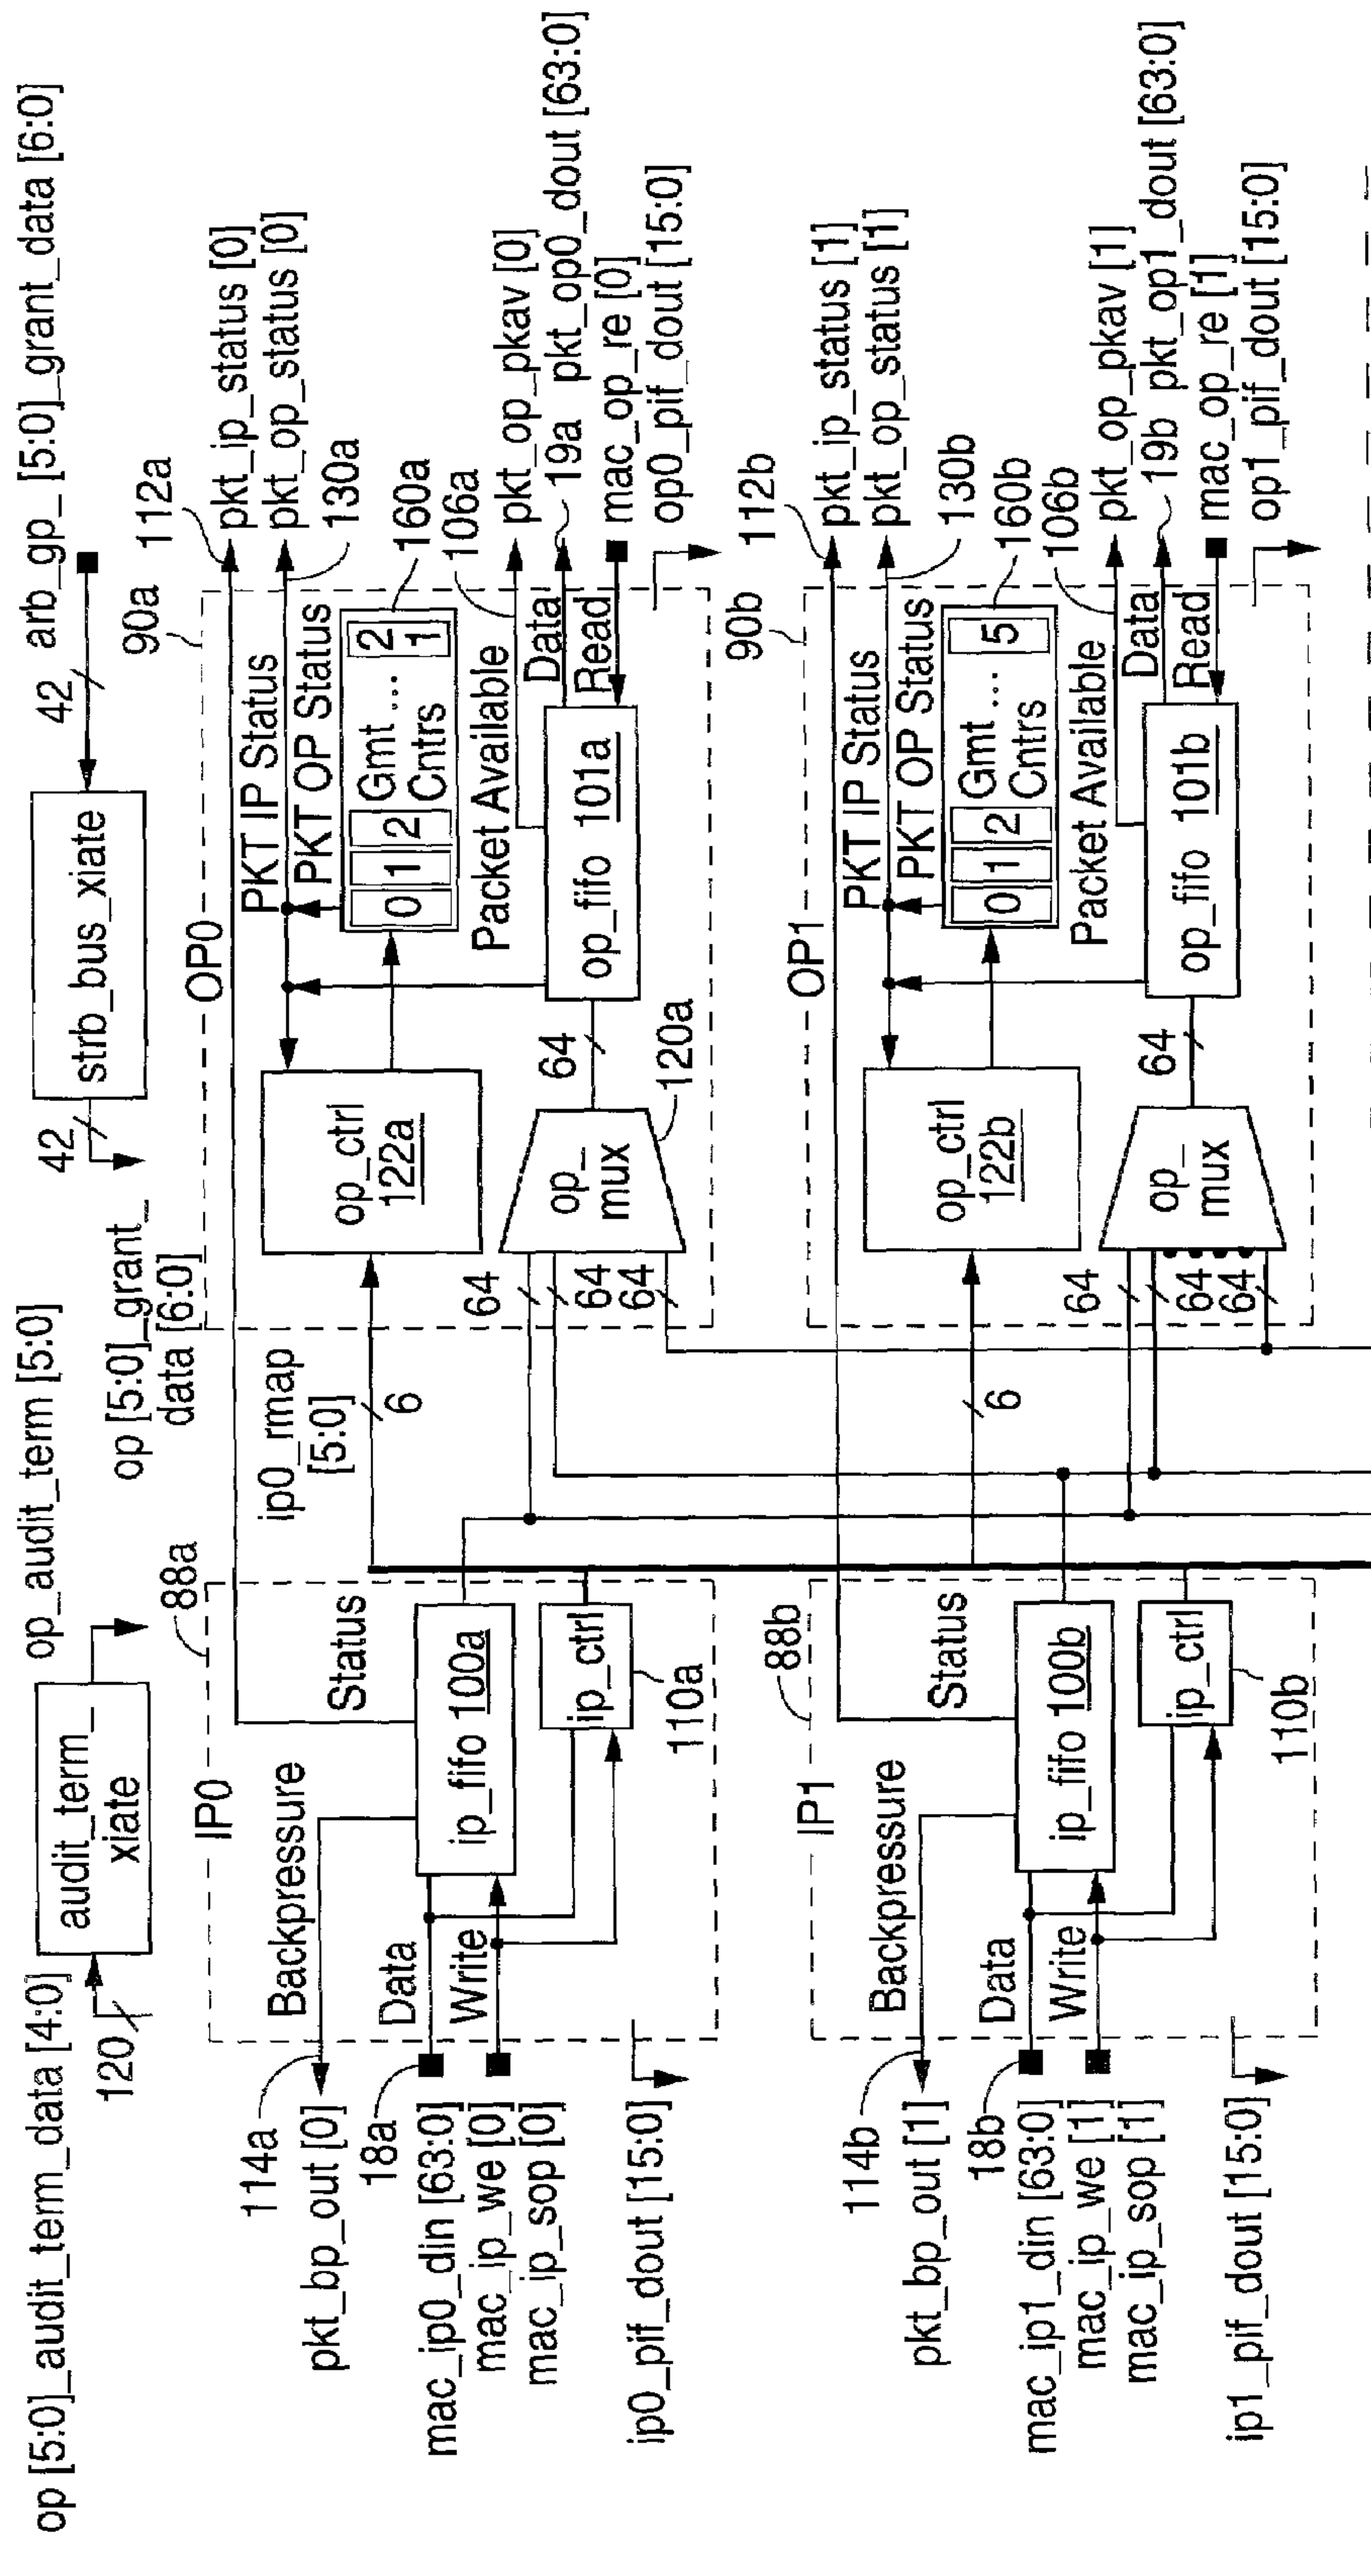 op [5:0]_audit_term_data [4:0]
120
audit_term_
xiate
op_audit_term [5:0]
op [5:0]_grant_
data [6:0]
42
strb_bus_xiate
42
arb_gp_ [5:0]_grant_data [6:0]
IP0
88a
OP0
90a
112a
pkt_ip_status [0]
pkt_op_status [0]
130a
160a
106a
PKT IP Status
PKT OP Status
114a
pkt_bp_out [0]
Backpressure
Status
ip0_rmap
[5:0]
6
op_ctrl
122a
0 1 2
Gmt ...
Cntrs
2
1
Packet Available
pkt_op_pkav [0]
18a
mac_ip0_din [63:0]
mac_ip_we [0]
mac_ip_sop [0]
Data
Write
ip_fifo 100a
ip_ctrl
110a
64
64
64
op_
mux
120a
64
op_fifo 101a
Data
Read
19a
pkt_op0_dout [63:0]
mac_op_re [0]
op0_pif_dout [15:0]
ip0_pif_dout [15:0]
IP1
88b
OP1
90b
112b
pkt_ip_status [1]
pkt_op_status [1]
130b
160b
106b
PKT IP Status
PKT OP Status
114b
pkt_bp_out [1]
Backpressure
Status
6
op_ctrl
122b
0 1 2
Gmt ...
Cntrs
5
Packet Available
pkt_op_pkav [1]
18b
mac_ip1_din [63:0]
mac_ip_we [1]
mac_ip_sop [1]
Data
Write
ip_fifo 100b
ip_ctrl
110b
64
64
64
op_
mux
64
op_fifo 101b
Data
Read
19b
pkt_op1_dout [63:0]
mac_op_re [1]
op1_pif_dout [15:0]
ip1_pif_dout [15:0]